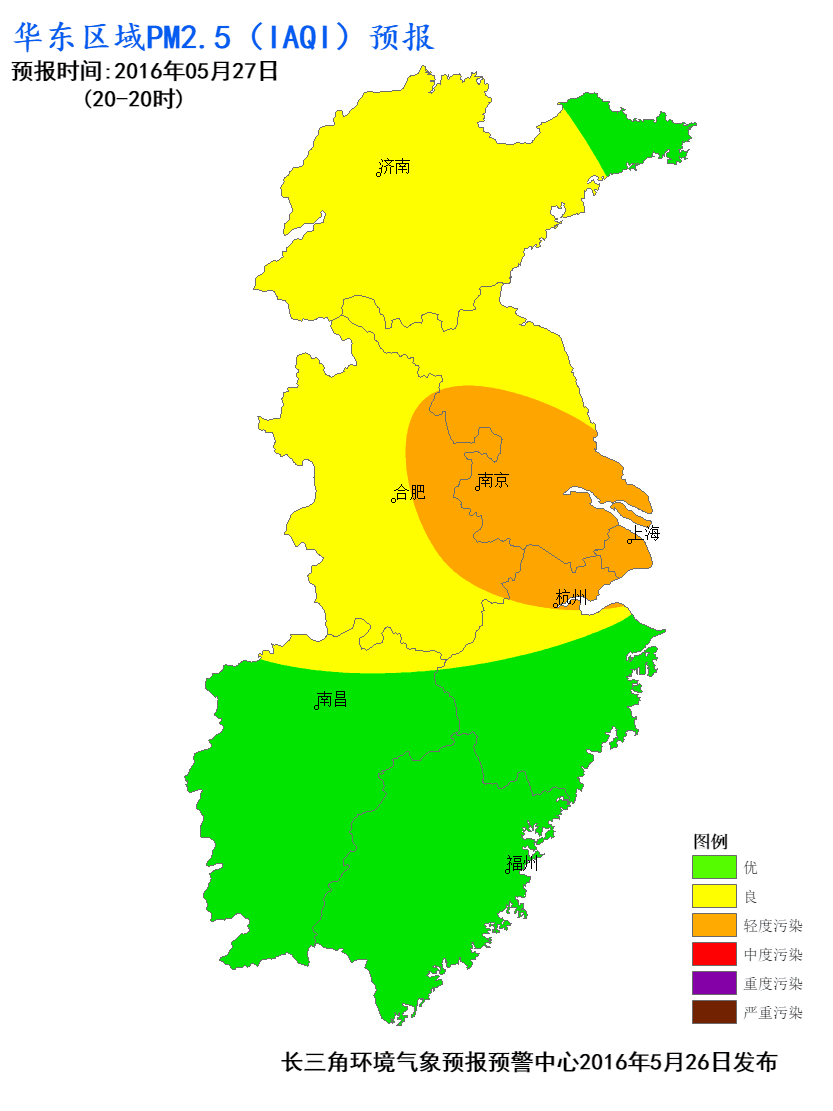 华东区域PM2.5（IAQI）预报
预报时间:2016年05月27日
(20-20时)
济南
南京
合肥
上海
杭州
南昌
福州
图例
优
良
轻度污染
中度污染
重度污染
严重污染
长三角环境气象预报预警中心2016年5月26日发布